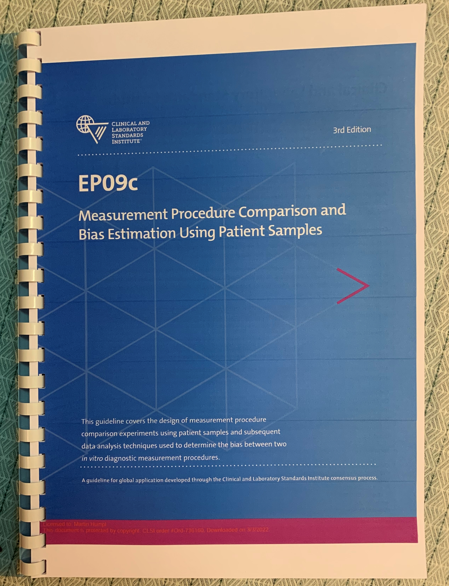 CLINICAL AND
LABORATORY
STANDARDS
INSTITUTE®
3rd Edition
EP09c
Measurement Procedure Comparison and
Bias Estimation Using Patient Samples
This guideline covers the design of measurement procedure
comparison experiments using patient samples and subsequent
data analysis techniques used to determine the bias between two
in vitro diagnostic measurement procedures.
A guideline for global application developed through the Clinical and Laboratory Standards Institute consensus process.